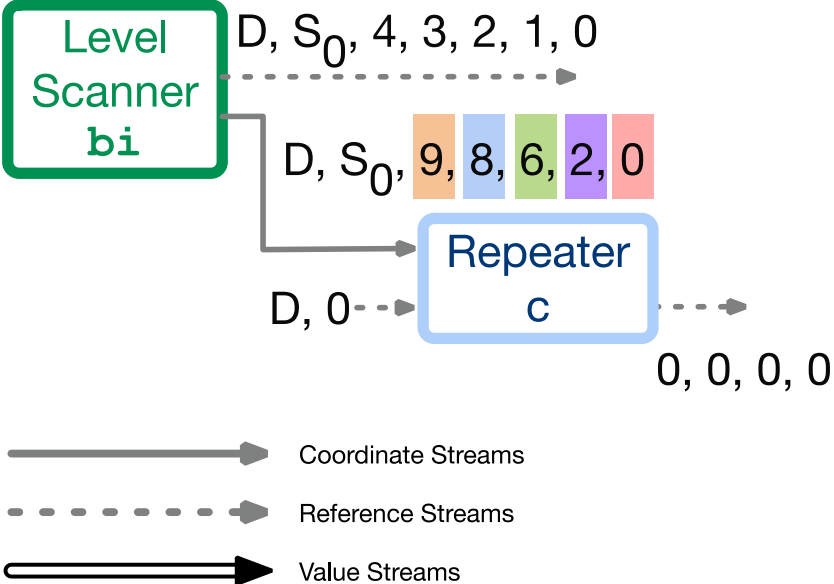 Level
Scanner
bi
D, S0, 4, 3, 2, 1, 0
D, S0, 9, 8, 6, 2, 0
Repeater
c
D, 0
0, 0, 0, 0
Coordinate Streams
Reference Streams
Value Streams